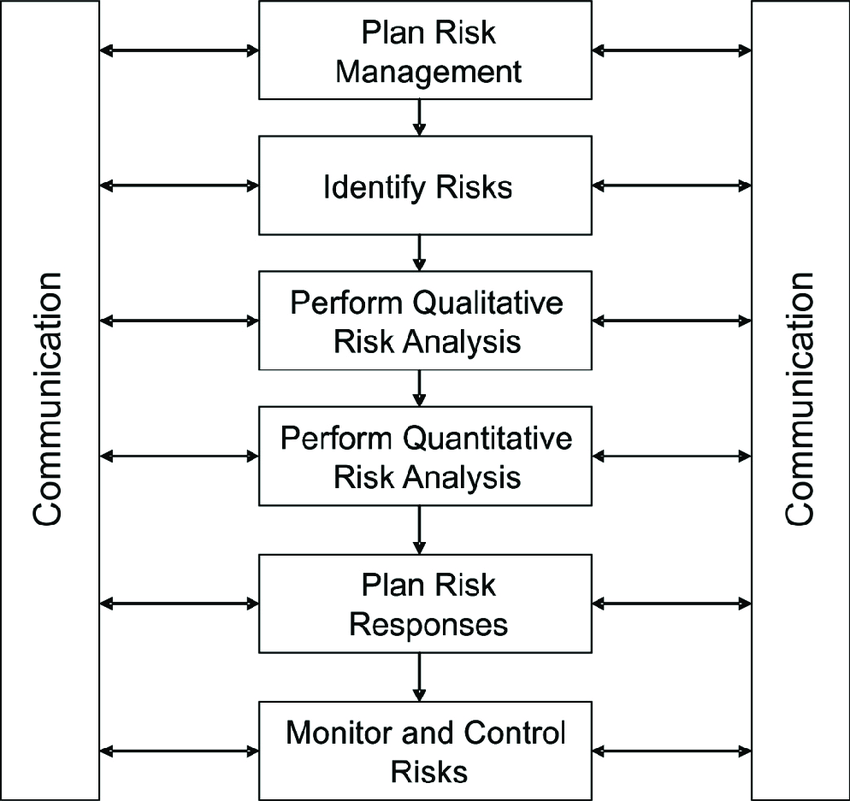 Plan Risk
Management
Identify Risks
Perform Qualitative
Risk Analysis
Perform Quantitative
Risk Analysis
Plan Risk
Responses
Monitor and Control
Risks
Communication
Communication